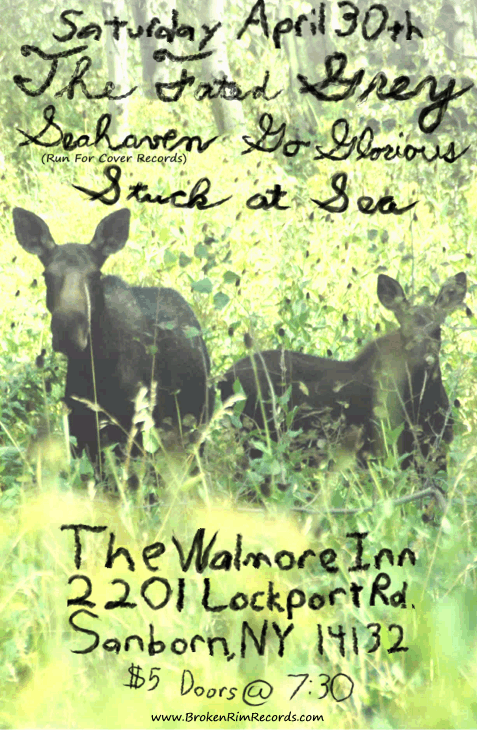 Saturday April 30th
The Fated Grey
Seahaven Go Glorious
(Run For Cover Records)
Stuck at Sea
The Walmore Inn
2201 Lockport Rd.
Sanborn, NY 14132
$5 Doors@ 7:30
www.BrokenRimRecords.com